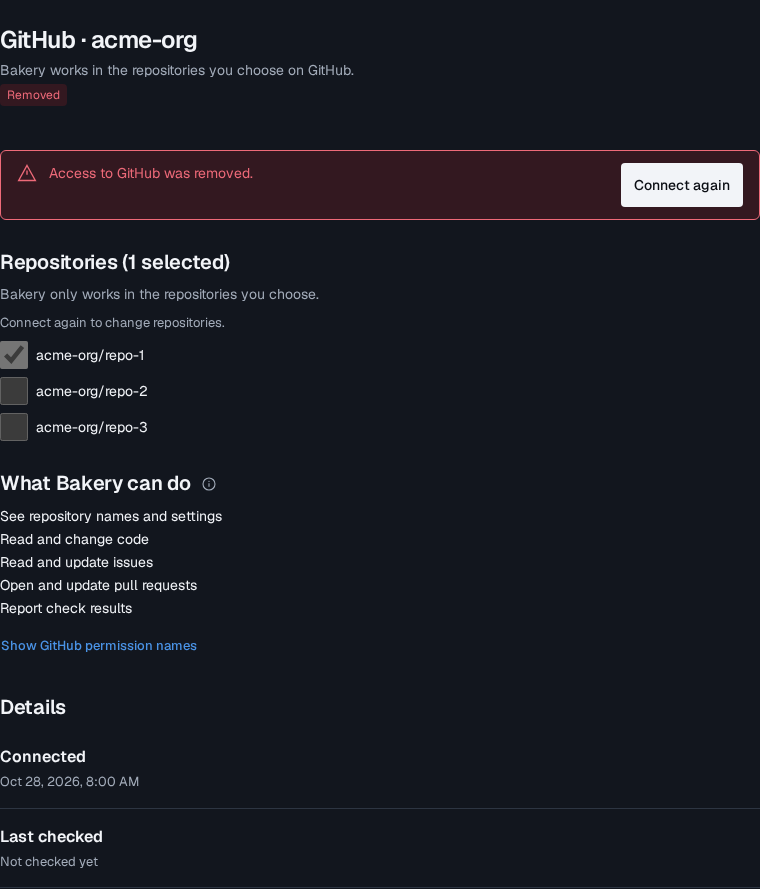 GitHub · acme-org
Bakery works in the repositories you choose on GitHub.
Removed
Access to GitHub was removed.
Connect again
Repositories (1 selected)
Bakery only works in the repositories you choose.
Connect again to change repositories.
acme-org/repo-1
acme-org/repo-2
acme-org/repo-3
What Bakery can do
See repository names and settings
Read and change code
Read and update issues
Open and update pull requests
Report check results
Show GitHub permission names
Details
Connected
Oct 28, 2026, 8:00 AM
Last checked
Not checked yet